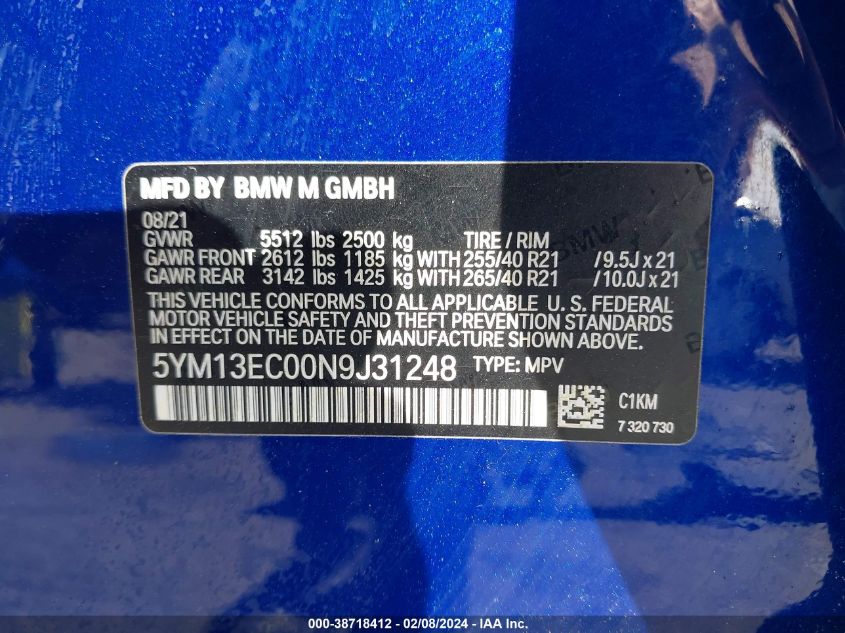 MFD BY BMW M GMBH
08/21
GVWR 5512 lbs 2500 kg TIRE / RIM
GAWR FRONT 2612 lbs 1185 kg WITH 255/40 R21 / 9.5J x 21
GAWR REAR 3142 lbs 1425 kg WITH 265/40 R21 / 10.0J x 21
THIS VEHICLE CONFORMS TO ALL APPLICABLE U. S. FEDERAL
MOTOR VEHICLE SAFETY AND THEFT PREVENTION STANDARDS
IN EFFECT ON THE DATE OF MANUFACTURE SHOWN ABOVE.
5YM13EC00N9J31248 TYPE: MPV
C1KM
7 320 730
000-38718412 - 02/08/2024 - IAA Inc.